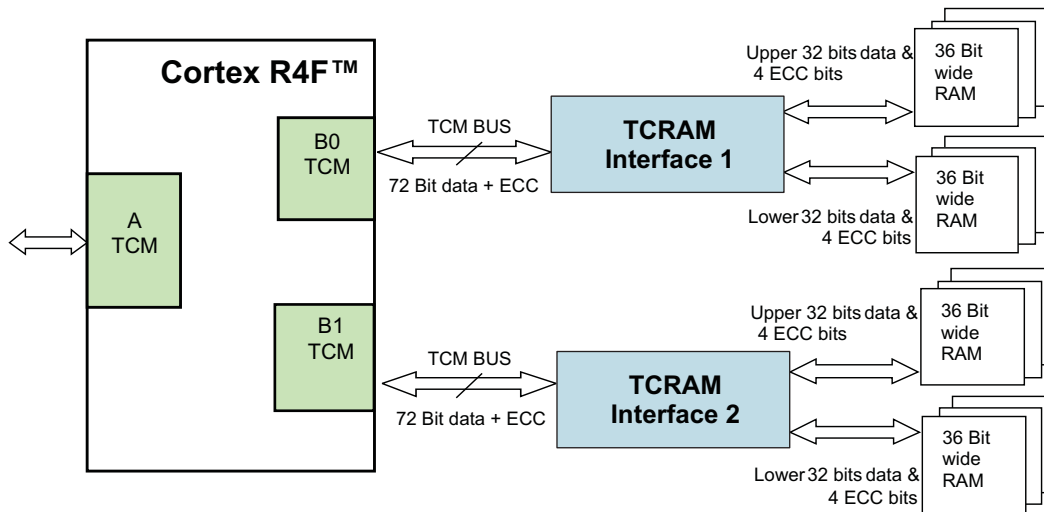 Cortex R4F™
A
TCM
B0
TCM
B1
TCM
TCM BUS
72 Bit data + ECC
TCRAM
Interface 1
Upper 32 bits data &
4 ECC bits
36 Bit
wide
RAM
Lower 32 bits data &
4 ECC bits
36 Bit
wide
RAM
TCM BUS
72 Bit data + ECC
TCRAM
Interface 2
Upper 32 bits data &
4 ECC bits
36 Bit
wide
RAM
Lower 32 bits data &
4 ECC bits
36 Bit
wide
RAM